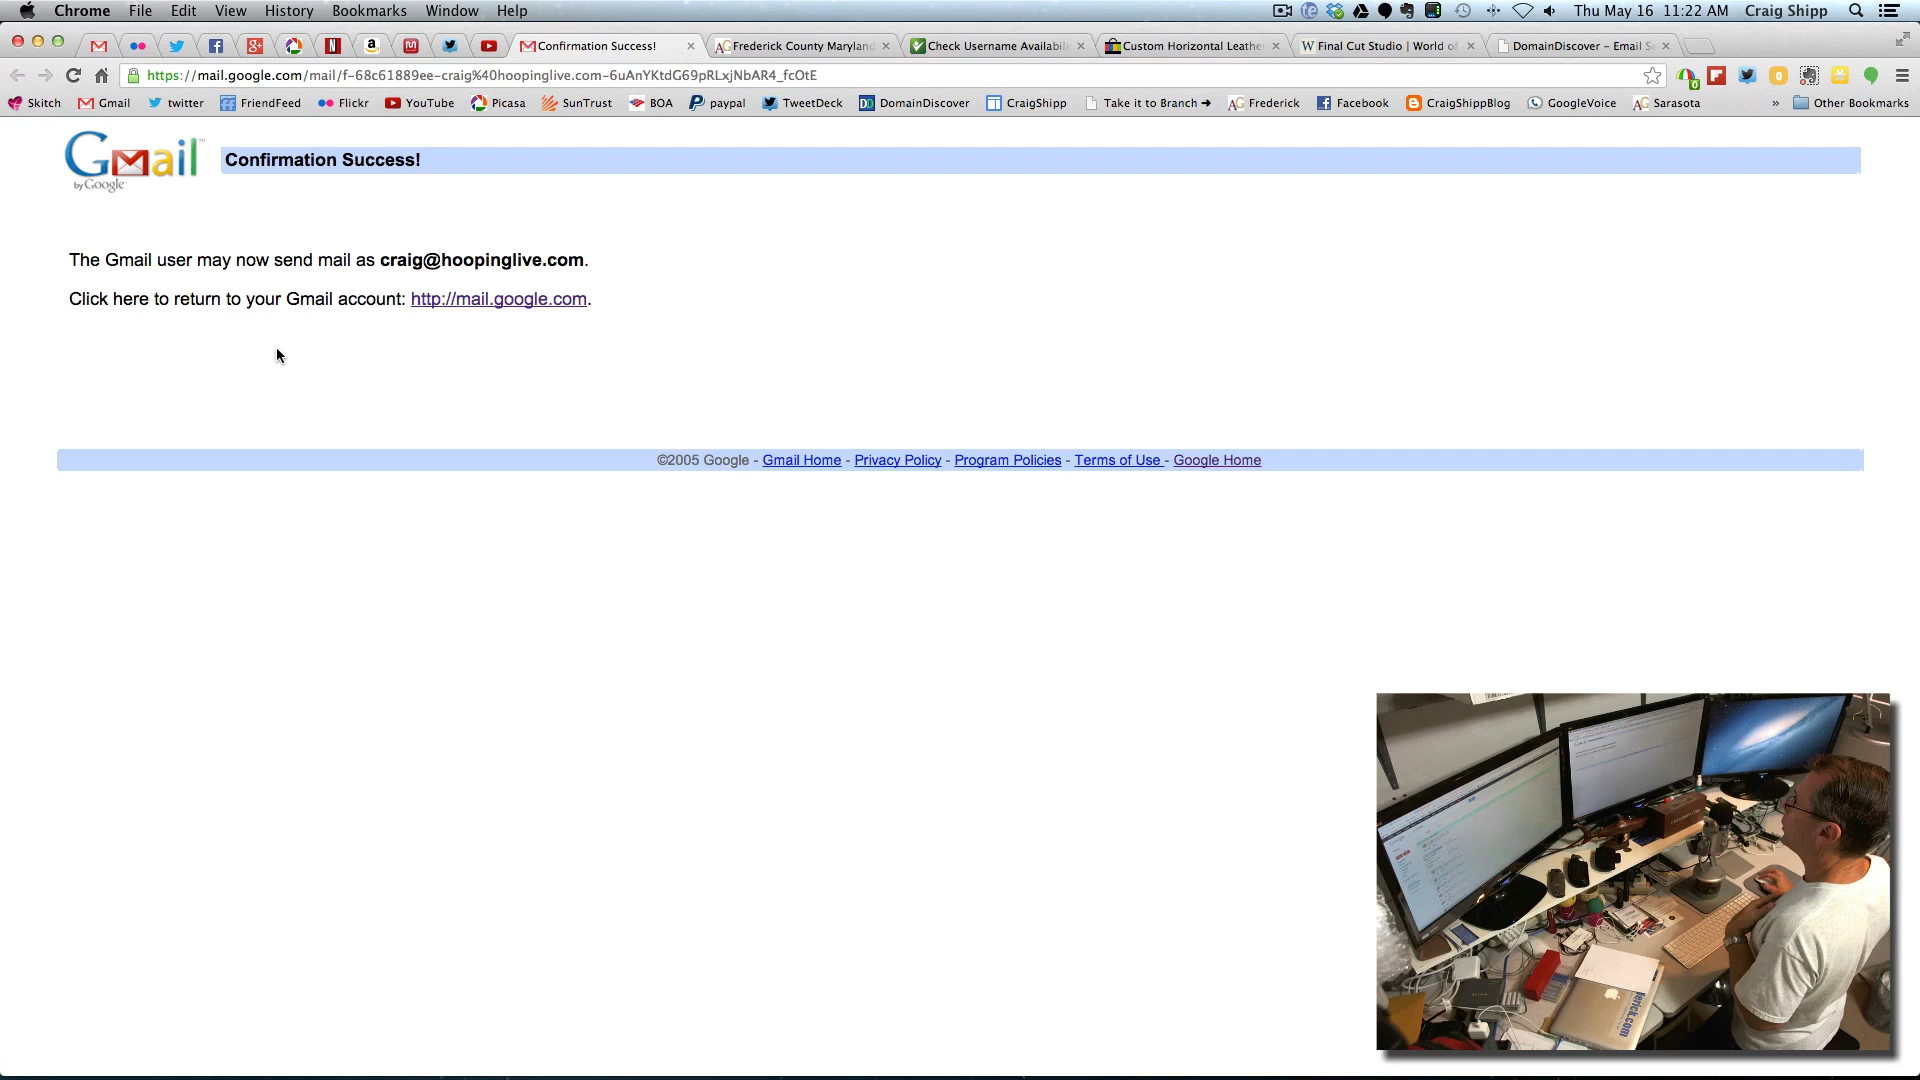 Chrome File Edit View History Bookmarks Window Help
Thu May 16 11:22 AM Craig Shipp
Confirmation Success!
Frederick County Maryland
Check Username Availabili
Custom Horizontal Leathe
Final Cut Studio | World of
DomainDiscover – Email S
https://mail.google.com/mail/f-68c61889ee-craig%40hoopinglive.com-6uAnYKtdG69pRLxjNbAR4_fcOtE
Skitch Gmail twitter FriendFeed Flickr YouTube Picasa SunTrust BOA paypal TweetDeck DomainDiscover CraigShipp Take it to Branch → Frederick Facebook CraigShippBlog GoogleVoice Sarasota » Other Bookmarks
Gmail™
by Google
Confirmation Success!
The Gmail user may now send mail as craig@hoopinglive.com.
Click here to return to your Gmail account: http://mail.google.com.
©2005 Google - Gmail Home - Privacy Policy - Program Policies - Terms of Use - Google Home